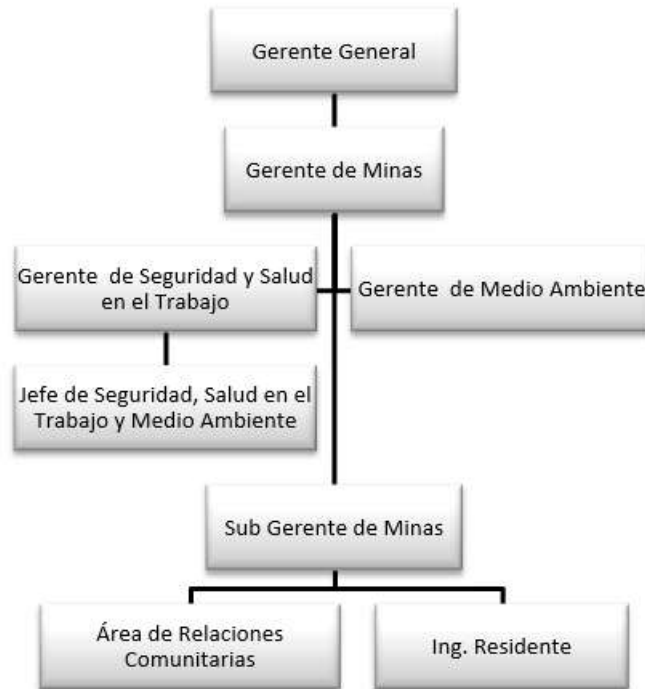 Gerente General
Gerente de Minas
Gerente de Seguridad y Salud
en el Trabajo
Gerente de Medio Ambiente
Jefe de Seguridad, Salud en el
Trabajo y Medio Ambiente
Sub Gerente de Minas
Área de Relaciones
Comunitarias
Ing. Residente